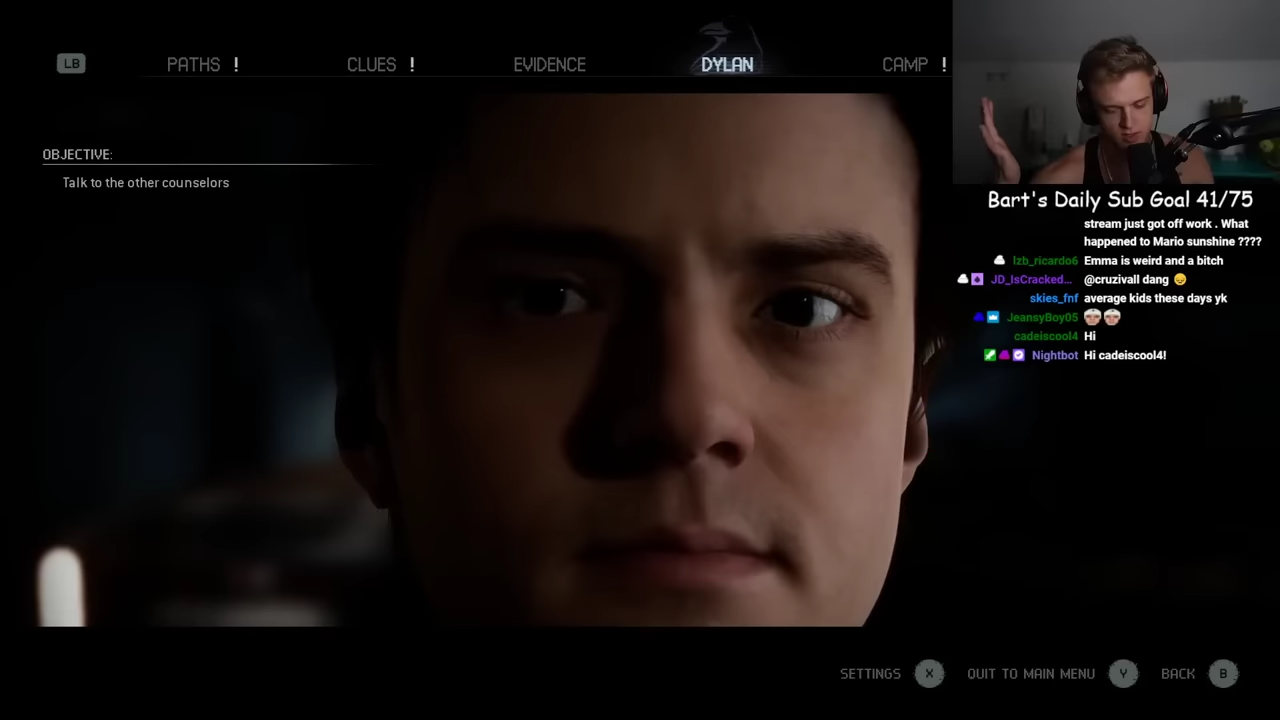 LB
PATHS !
CLUES !
EVIDENCE
DYLAN
CAMP !
OBJECTIVE:
Talk to the other counselors
Bart's Daily Sub Goal 41/75
stream just got off work . What
happened to Mario sunshine ????
lzb_ricardo6 Emma is weird and a bitch
JD_IsCracked... @cruzivall dang
skies_fnf average kids these days yk
JeansyBoy05
cadeiscool4 Hi
Nightbot Hi cadeiscool4!
SETTINGS X
QUIT TO MAIN MENU Y
BACK B